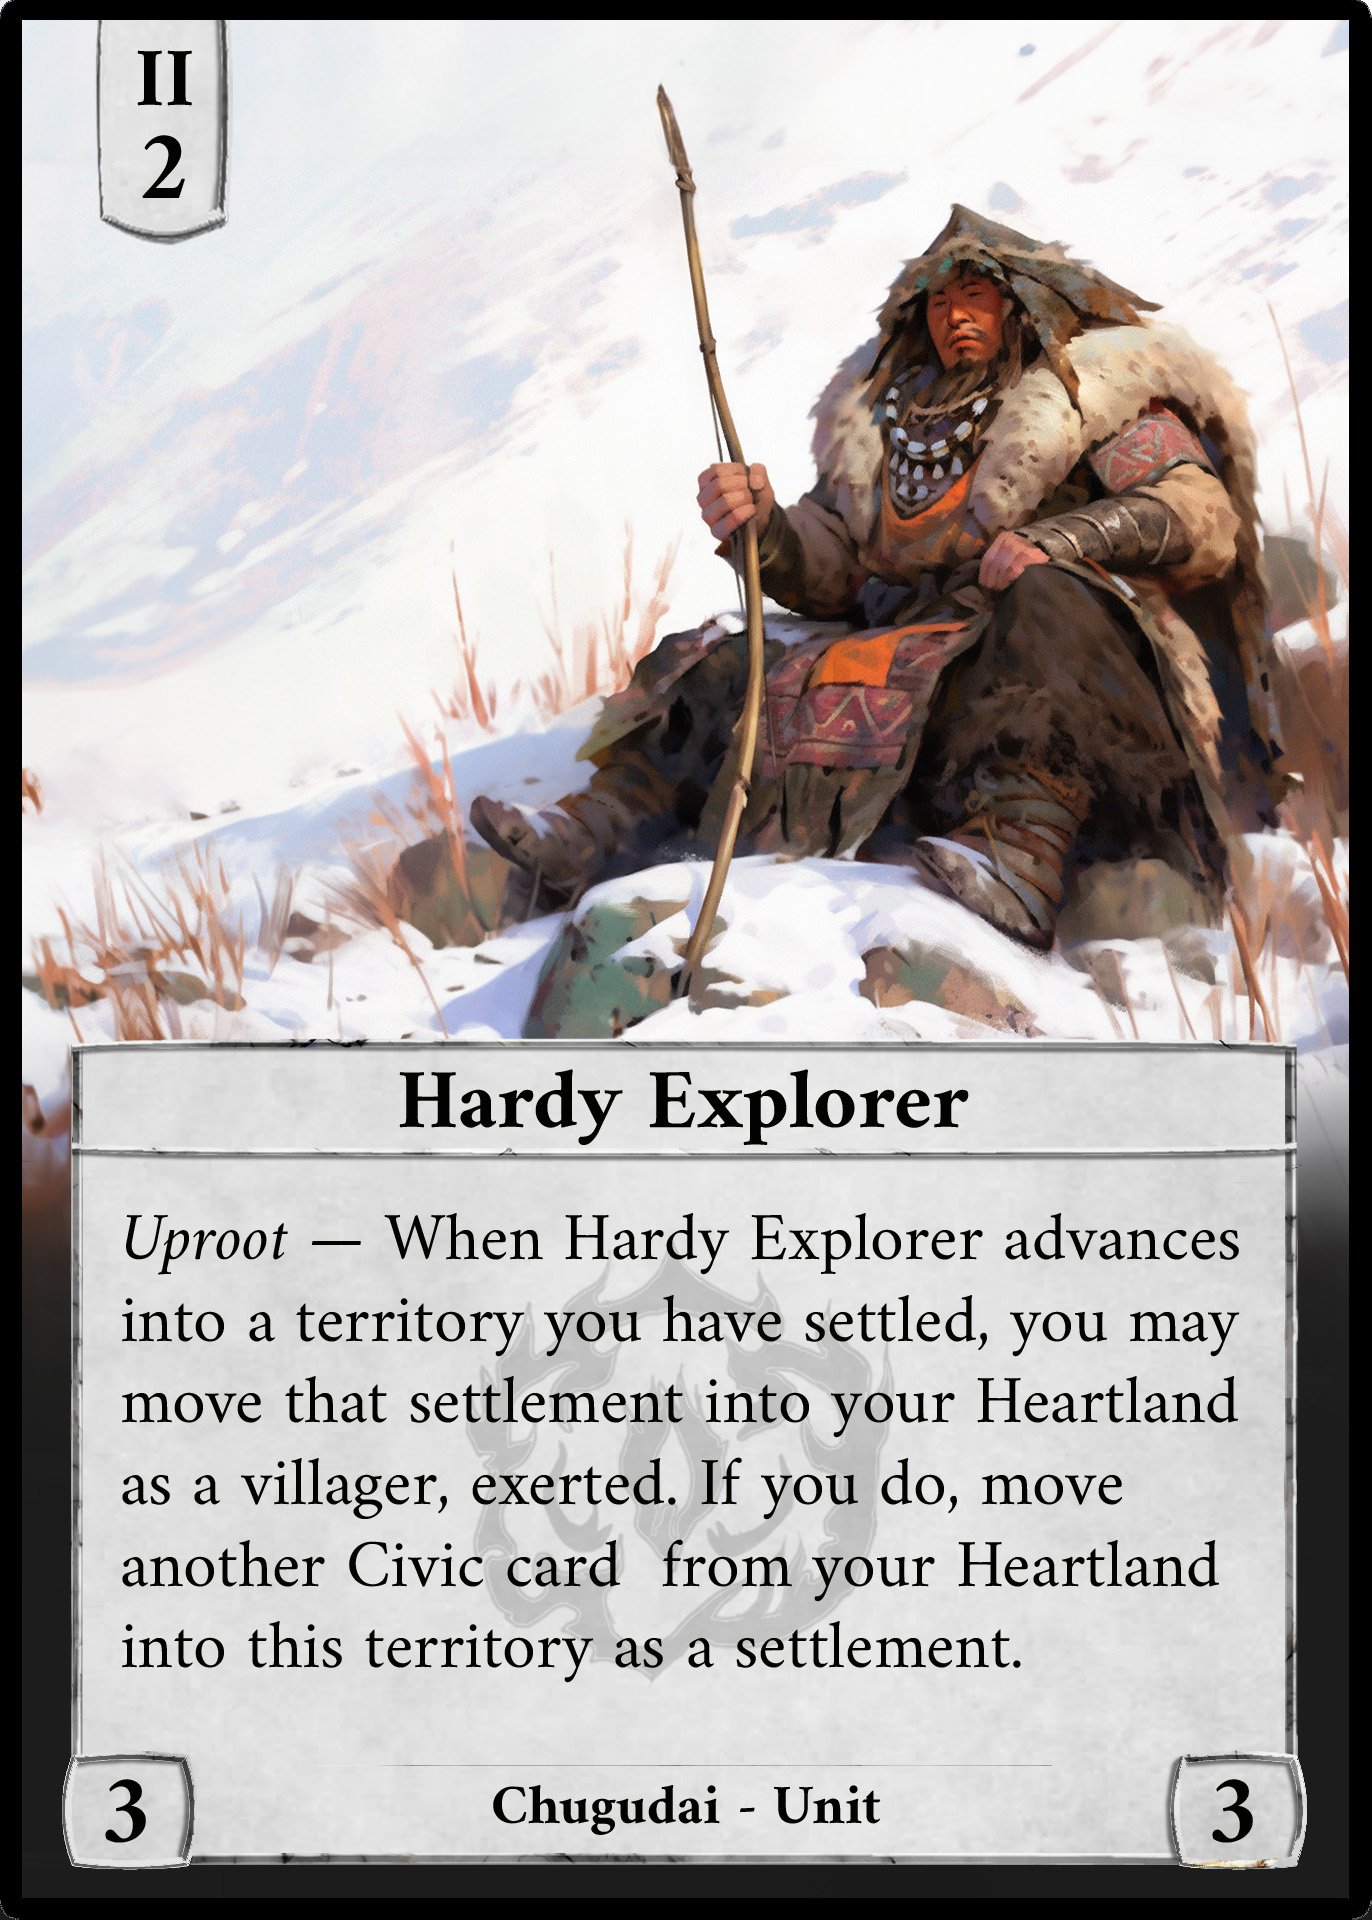 II
2
Hardy Explorer
Uproot — When Hardy Explorer advances
into a territory you have settled, you may
move that settlement into your Heartland
as a villager, exerted. If you do, move
another Civic card  from your Heartland
into this territory as a settlement.
3
Chugudai - Unit
3